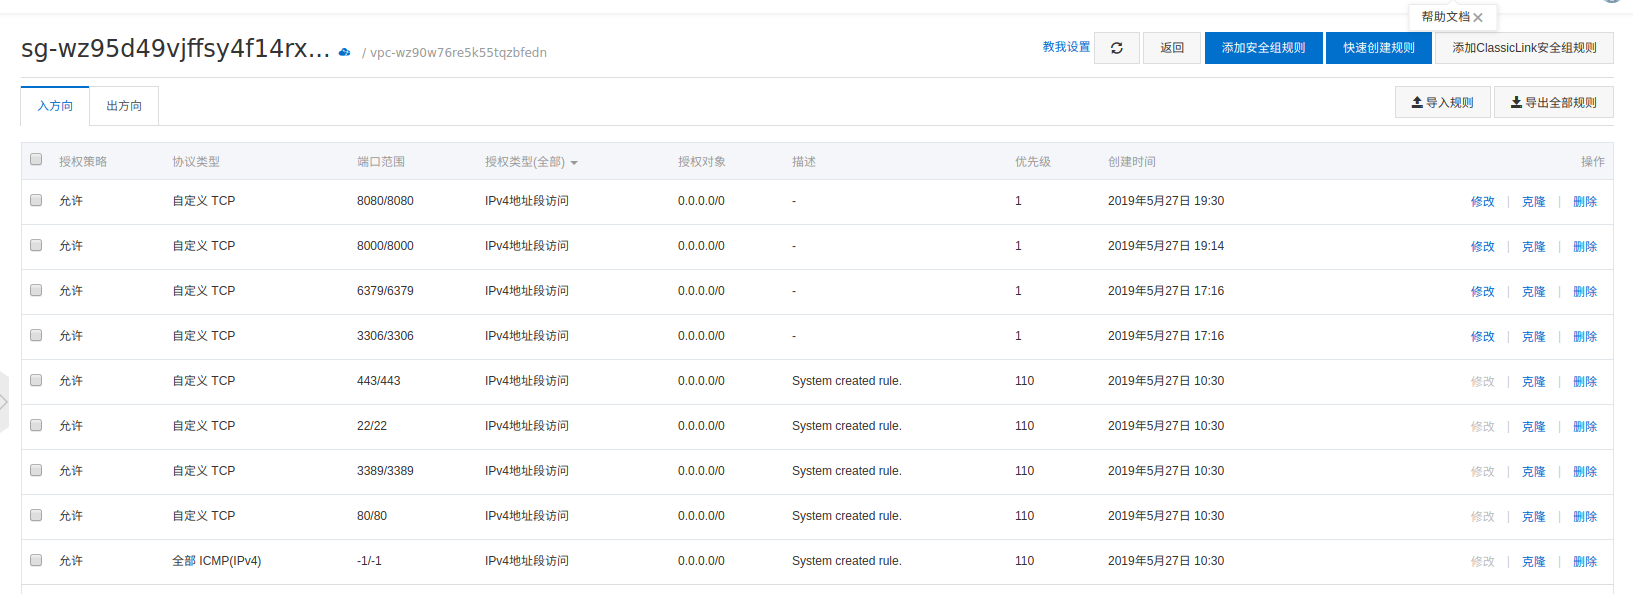 帮助文档
sg-wz95d49vjffsy4f14rx... / vpc-wz90w76re5k55tqzbfedn 教我设置 返回 添加安全组规则 快速创建规则 添加ClassicLink安全组规则
入方向 出方向 导入规则 导出全部规则
授权策略 协议类型 端口范围 授权类型(全部) 授权对象 描述 优先级 创建时间 操作
允许 自定义 TCP 8080/8080 IPv4地址段访问 0.0.0.0/0 - 1 2019年5月27日 19:30 修改 | 克隆 | 删除
允许 自定义 TCP 8000/8000 IPv4地址段访问 0.0.0.0/0 - 1 2019年5月27日 19:14 修改 | 克隆 | 删除
允许 自定义 TCP 6379/6379 IPv4地址段访问 0.0.0.0/0 - 1 2019年5月27日 17:16 修改 | 克隆 | 删除
允许 自定义 TCP 3306/3306 IPv4地址段访问 0.0.0.0/0 - 1 2019年5月27日 17:16 修改 | 克隆 | 删除
允许 自定义 TCP 443/443 IPv4地址段访问 0.0.0.0/0 System created rule. 110 2019年5月27日 10:30 修改 | 克隆 | 删除
允许 自定义 TCP 22/22 IPv4地址段访问 0.0.0.0/0 System created rule. 110 2019年5月27日 10:30 修改 | 克隆 | 删除
允许 自定义 TCP 3389/3389 IPv4地址段访问 0.0.0.0/0 System created rule. 110 2019年5月27日 10:30 修改 | 克隆 | 删除
允许 自定义 TCP 80/80 IPv4地址段访问 0.0.0.0/0 System created rule. 110 2019年5月27日 10:30 修改 | 克隆 | 删除
允许 全部 ICMP(IPv4) -1/-1 IPv4地址段访问 0.0.0.0/0 System created rule. 110 2019年5月27日 10:30 修改 | 克隆 | 删除